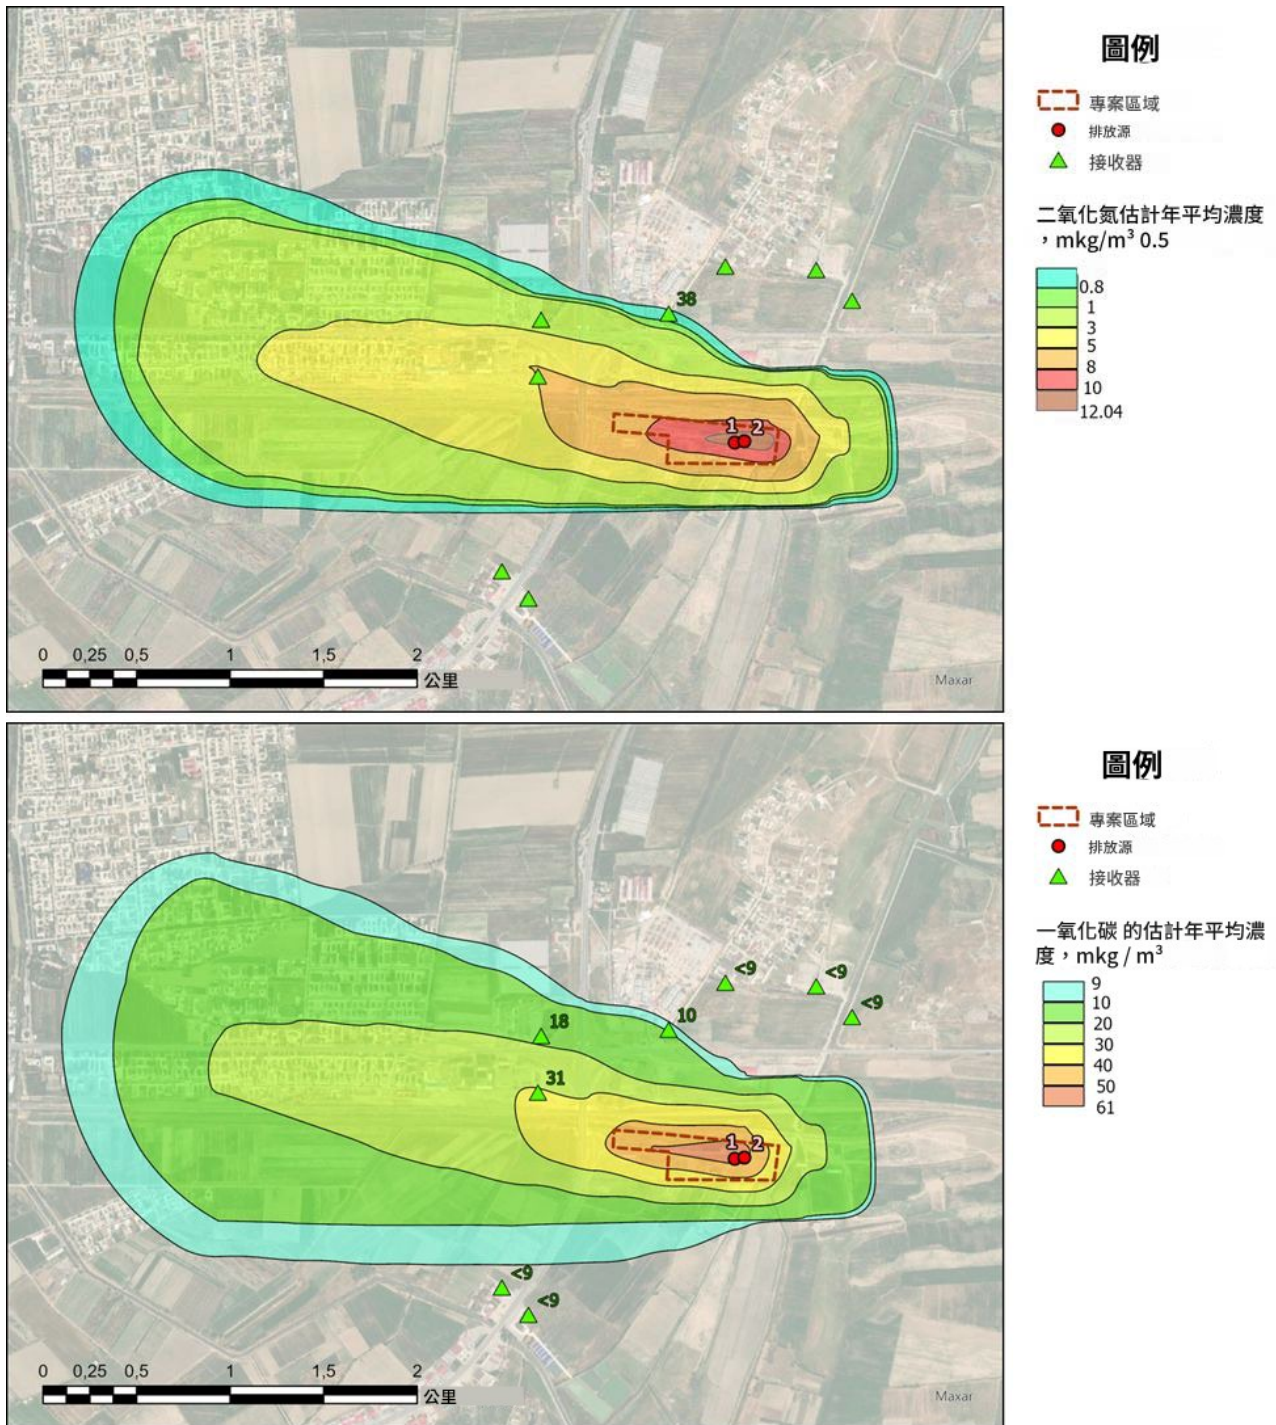 圖例
專案區域
排放源
接收器
二氧化氮估計年平均濃度
，mkg/m³ 0.5
0.8
1
3
5
8
10
12.04
38
1 2
0 0,25 0,5 1 1,5 2
公里
Maxar
圖例
專案區域
排放源
接收器
一氧化碳 的估計年平均濃
度，mkg / m³
9
10
20
30
40
50
61
<9
<9
<9
10
18
31
1 2
<9
<9
0 0,25 0,5 1 1,5 2
公里
Maxar